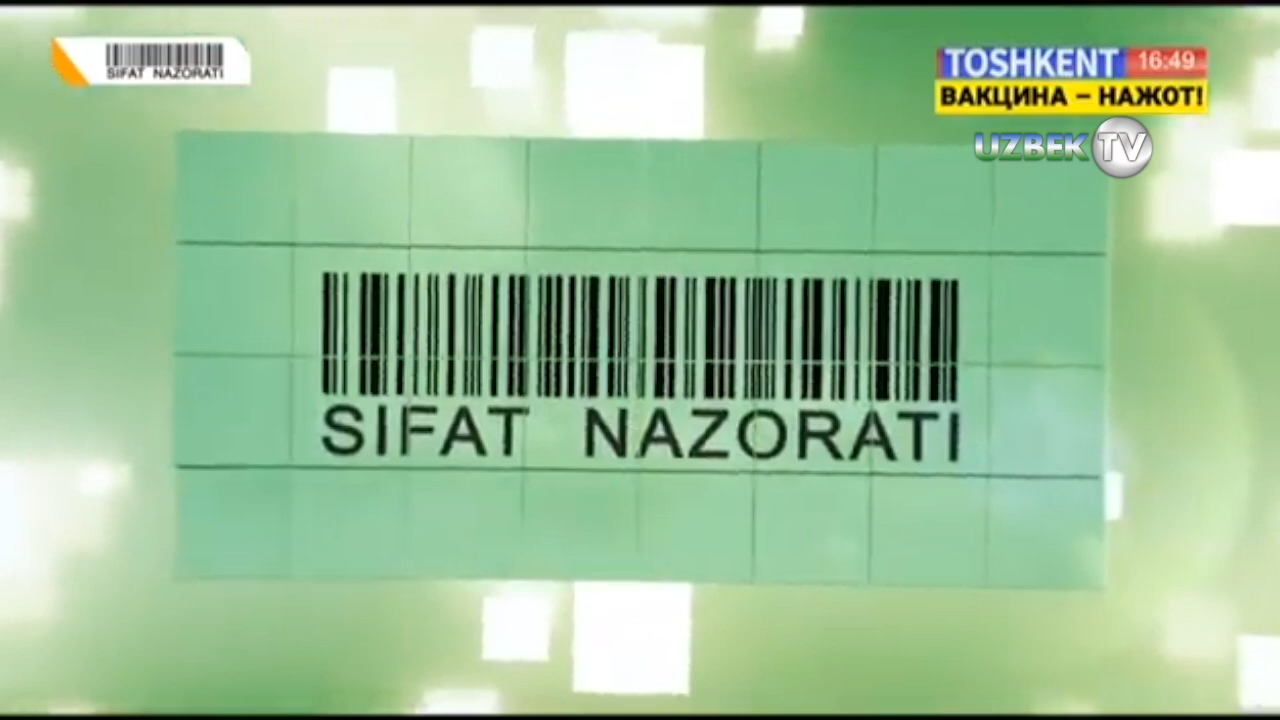 SIFAT NAZORATI
TOSHKENT 16:49
ВАКЦИНА – НАЖОТ!
UZBEK TV
SIFAT NAZORATI